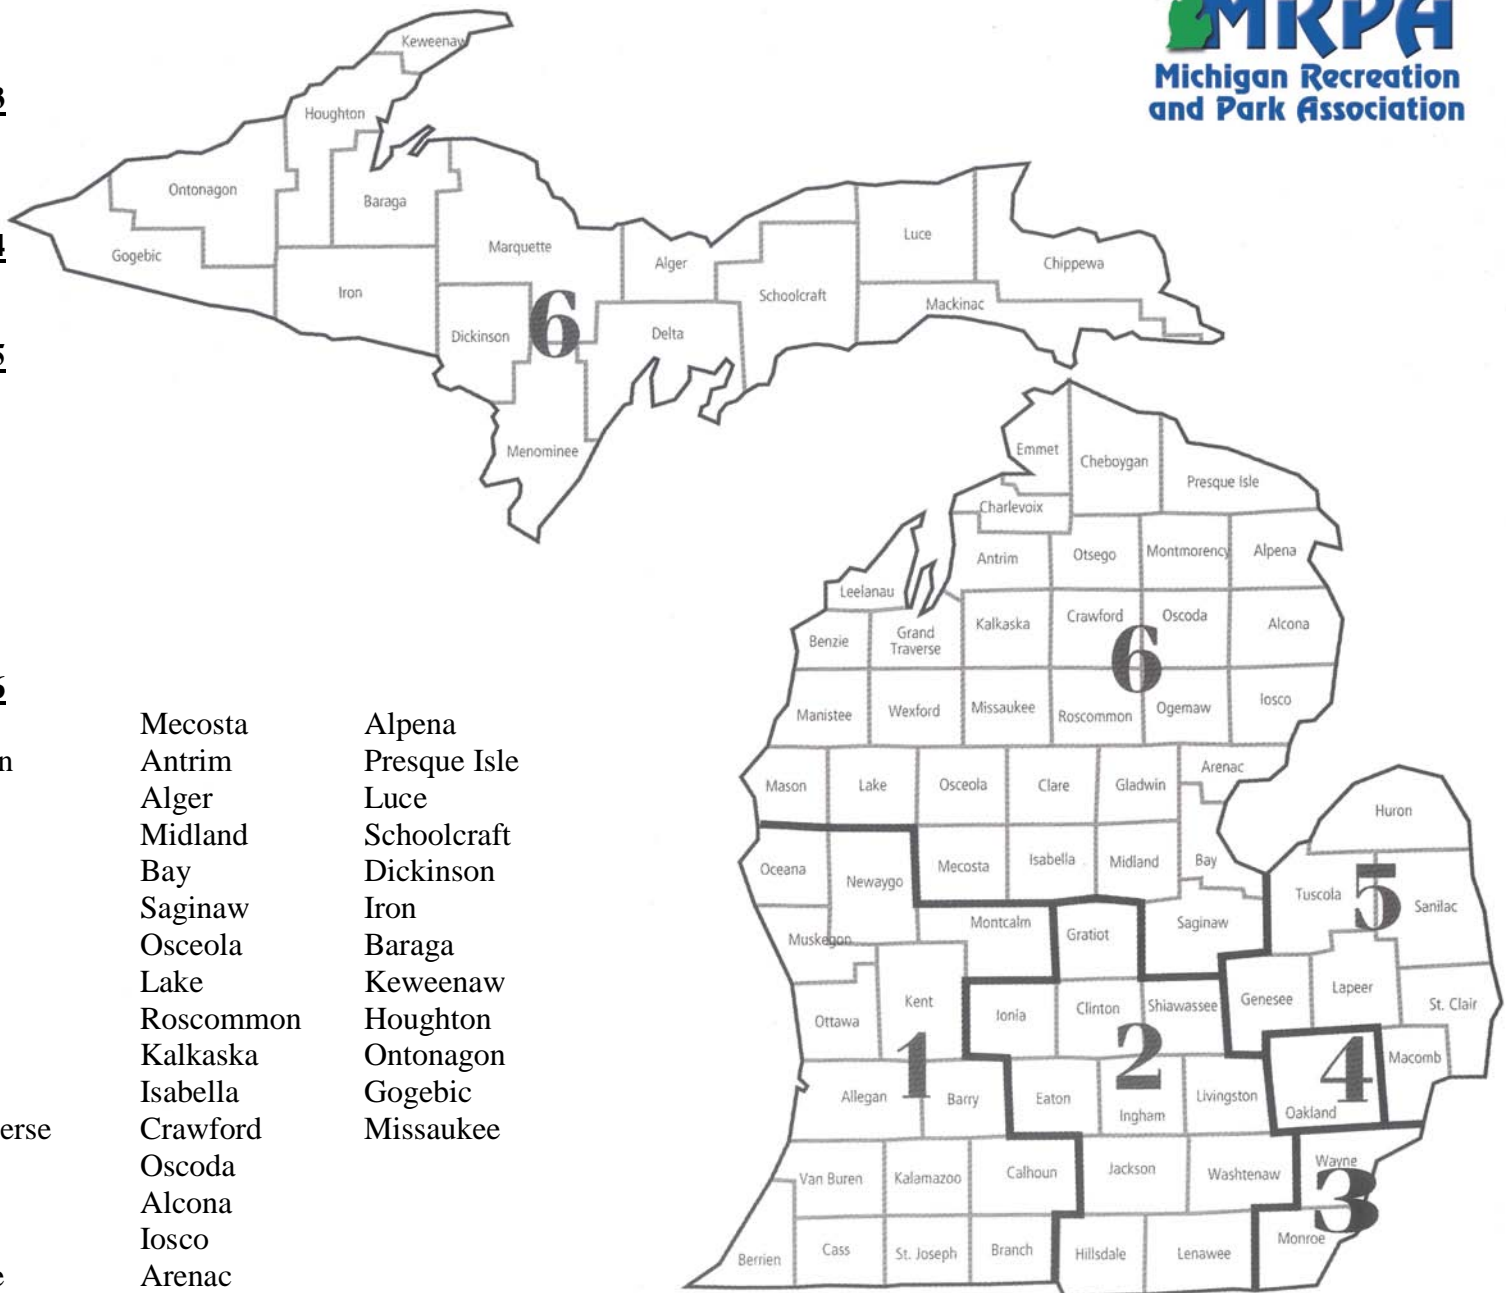 MRPA
Michigan Recreation
and Park Association
3
4
5
6
n
erse
e
Mecosta
Antrim
Alger
Midland
Bay
Saginaw
Osceola
Lake
Roscommon
Kalkaska
Isabella
Crawford
Oscoda
Alcona
Iosco
Arenac
Alpena
Presque Isle
Luce
Schoolcraft
Dickinson
Iron
Baraga
Keweenaw
Houghton
Ontonagon
Gogebic
Missaukee
Keweenaw
Houghton
Ontonagon
Baraga
Gogebic
Marquette
Iron
Alger
Luce
Chippewa
Schoolcraft
Mackinac
Dickinson
6
Delta
Menominee
Emmet
Cheboygan
Presque Isle
Charlevoix
Antrim
Otsego
Montmorency
Alpena
Leelanau
Benzie
Grand
Traverse
Kalkaska
Crawford
Oscoda
Alcona
6
Manistee
Wexford
Missaukee
Roscommon
Ogemaw
Iosco
Mason
Lake
Osceola
Clare
Gladwin
Arenac
Huron
Oceana
Newaygo
Mecosta
Isabella
Midland
Bay
Tuscola
5
Sanilac
Muskegon
Montcalm
Gratiot
Saginaw
Ottawa
Kent
Ionia
Clinton
Shiawassee
Genesee
Lapeer
St. Clair
1
2
4
Macomb
Allegan
Barry
Eaton
Ingham
Livingston
Oakland
Van Buren
Kalamazoo
Calhoun
Jackson
Washtenaw
Wayne
3
Berrien
Cass
St. Joseph
Branch
Hillsdale
Lenawee
Monroe